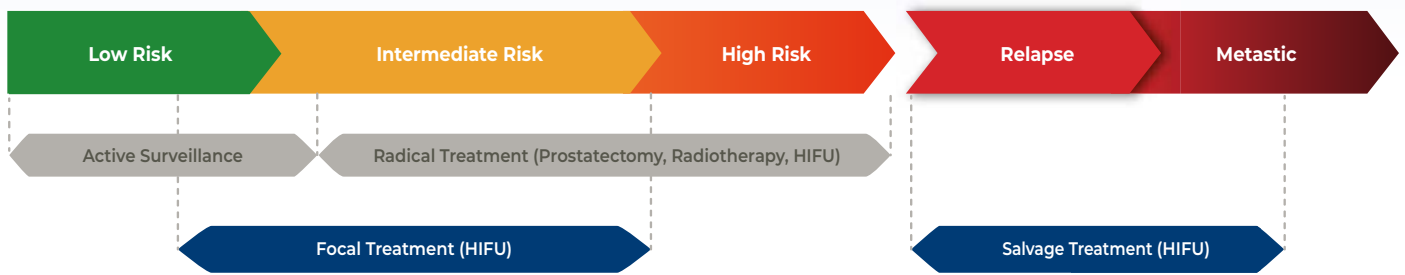 Low Risk
Intermediate Risk
High Risk
Relapse
Metastic
Active Surveillance
Radical Treatment (Prostatectomy, Radiotherapy, HIFU)
Focal Treatment (HIFU)
Salvage Treatment (HIFU)